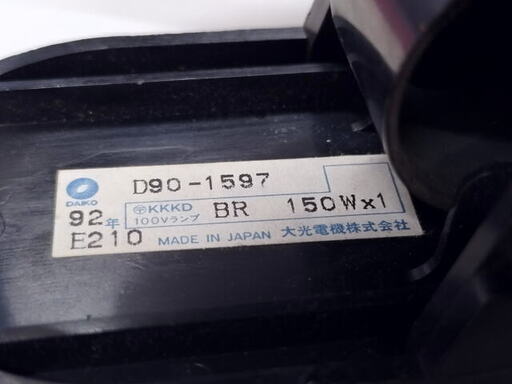 DAIKO
D90-1597
92年
〒KKKD
100Vランプ
BR 150W×1
E210
MADE IN JAPAN 大光電機株式会社